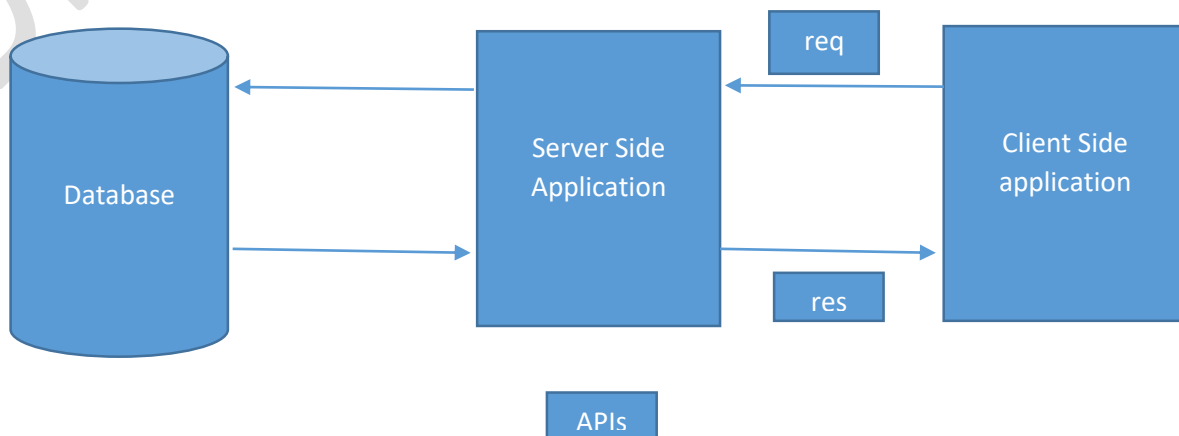 req
Server Side
Application
Client Side
application
Database
res
APIs